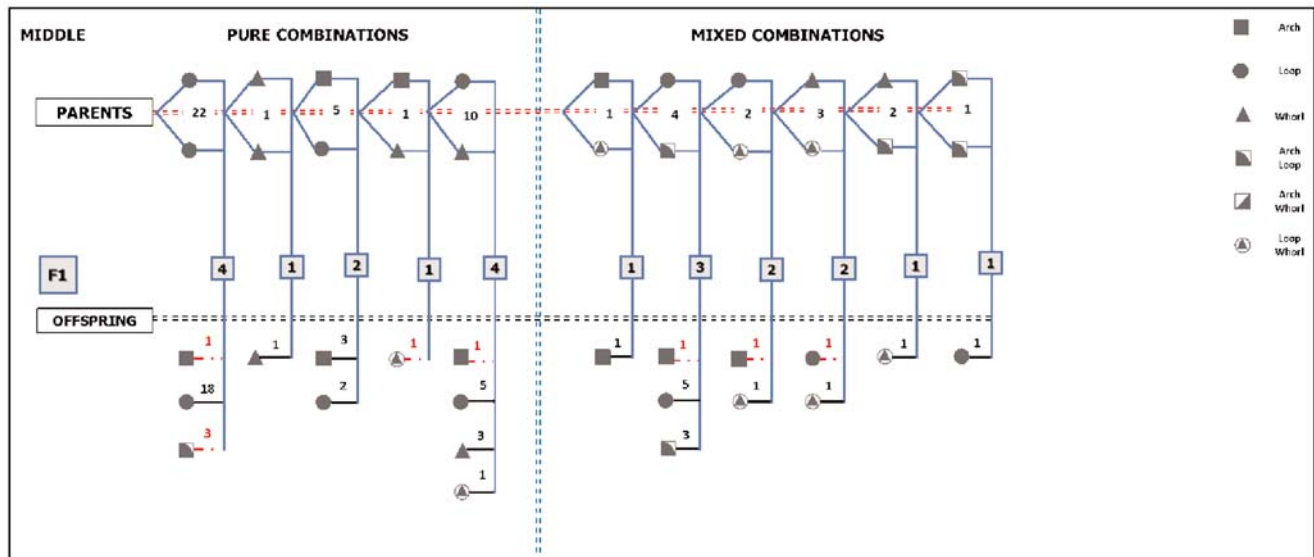 MIDDLE PURE COMBINATIONS MIXED COMBINATIONS
Arch
Loop
PARENTS 22 1 5 1 10 1 4 2 3 2 1
Whorl
Arch
Loop
Arch
Whorl
Loop
Whorl
F1 4 1 2 1 4 1 3 2 2 1 1
OFFSPRING
1 1 3 1 1 1 1 1 1 1 1
18 2 5 5 1 1
3 3 3
1